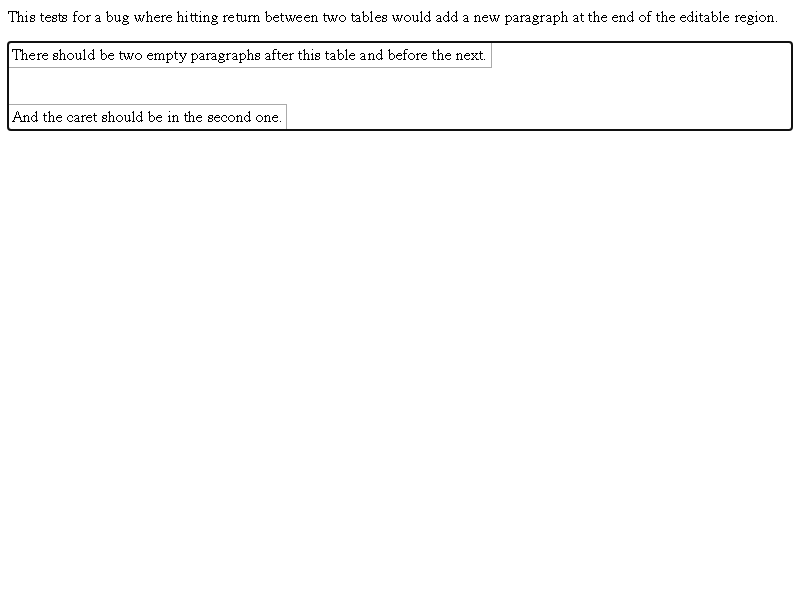 This tests for a bug where hitting return between two tables would add a new paragraph at the end of the editable region.
There should be two empty paragraphs after this table and before the next.
And the caret should be in the second one.